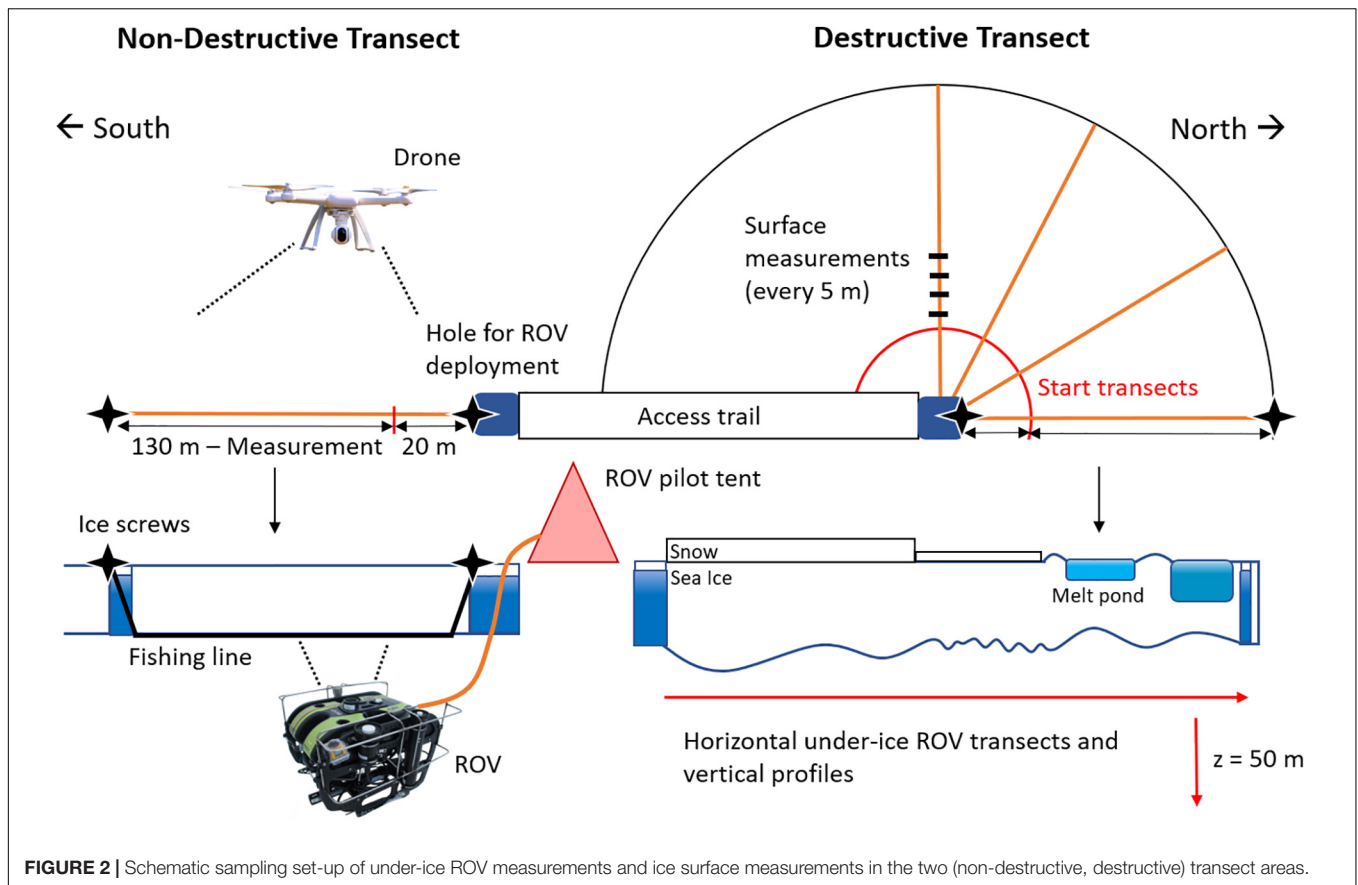 Non-Destructive Transect
Destructive Transect
← South
North →
Drone
Surface
measurements
(every 5 m)
Hole for ROV
deployment
Start transects
Access trail
130 m – Measurement
20 m
ROV pilot tent
Ice screws
Snow
Sea Ice
Melt pond
Fishing line
ROV
Horizontal under-ice ROV transects and
vertical profiles
z = 50 m
FIGURE 2 | Schematic sampling set-up of under-ice ROV measurements and ice surface measurements in the two (non-destructive, destructive) transect areas.